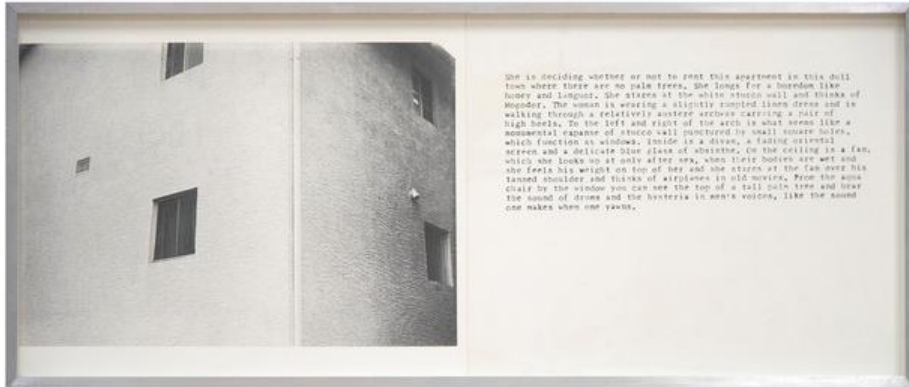 She is deciding whether or not to rent this apartment in this dull
town where there are no palm trees. She longs for a boredom like
honey and languor. She stares at the white stucco wall and thinks of
Mogador. The woman is wearing a slightly rumpled linen dress and is
walking through a relatively austere archway carrying a pair of
high heels. To the left and right of the arch is what seems like a
monumental expanse of stucco wall punctured by small square holes,
which function as windows. Inside is a divan, a fading oriental
screen and a delicate blue glass of absinthe. On the ceiling is a fan,
which she looks up at only after sex, when their bodies are wet and
she feels his weight on top of her and she stares at the fan over his
tanned shoulder and thinks of airplanes in old movies. From the aqua
chair by the window you can see the top of a tall palm tree and hear
the sound of drums and the hysteria in men's voices, like the sound
one makes when one yawns.